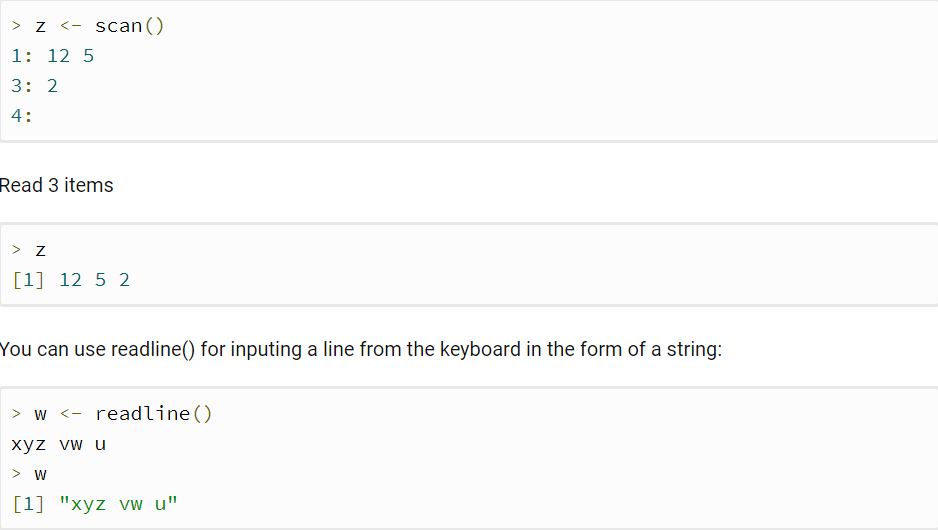 > z <- scan()
1: 12 5
3: 2
4:
Read 3 items
> z
[1] 12 5 2
You can use readline() for inputing a line from the keyboard in the form of a string:
> w <- readline()
xyz vw u
> w
[1] "xyz vw u"